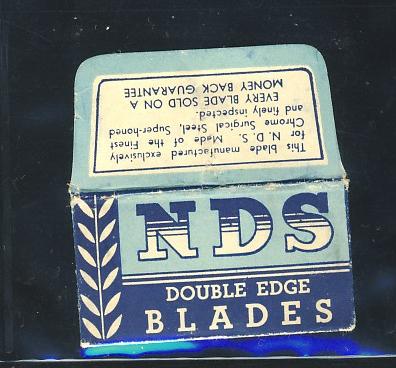 This blade manufactured exclusively
for N. D. S. Made of the Finest
Chrome Surgical Steel, Super-honed
and finely inspected.
EVERY BLADE SOLD ON A
MONEY BACK GUARANTEE
NDS
DOUBLE EDGE
BLADES